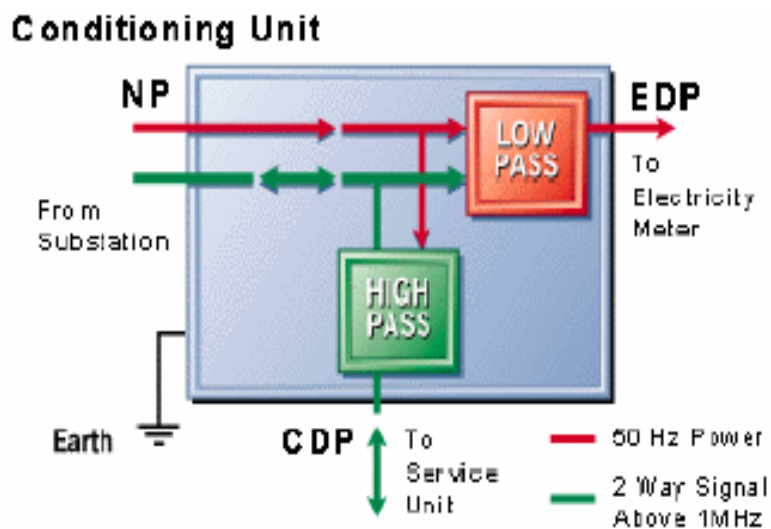 Conditioning Unit
NP
EDP
LOW
PASS
To
Electricity
Meter
From
Substation
HIGH
PASS
Earth
CDP
To
Service
Unit
50 Hz Power
2 Way Signal
Above 1MHz